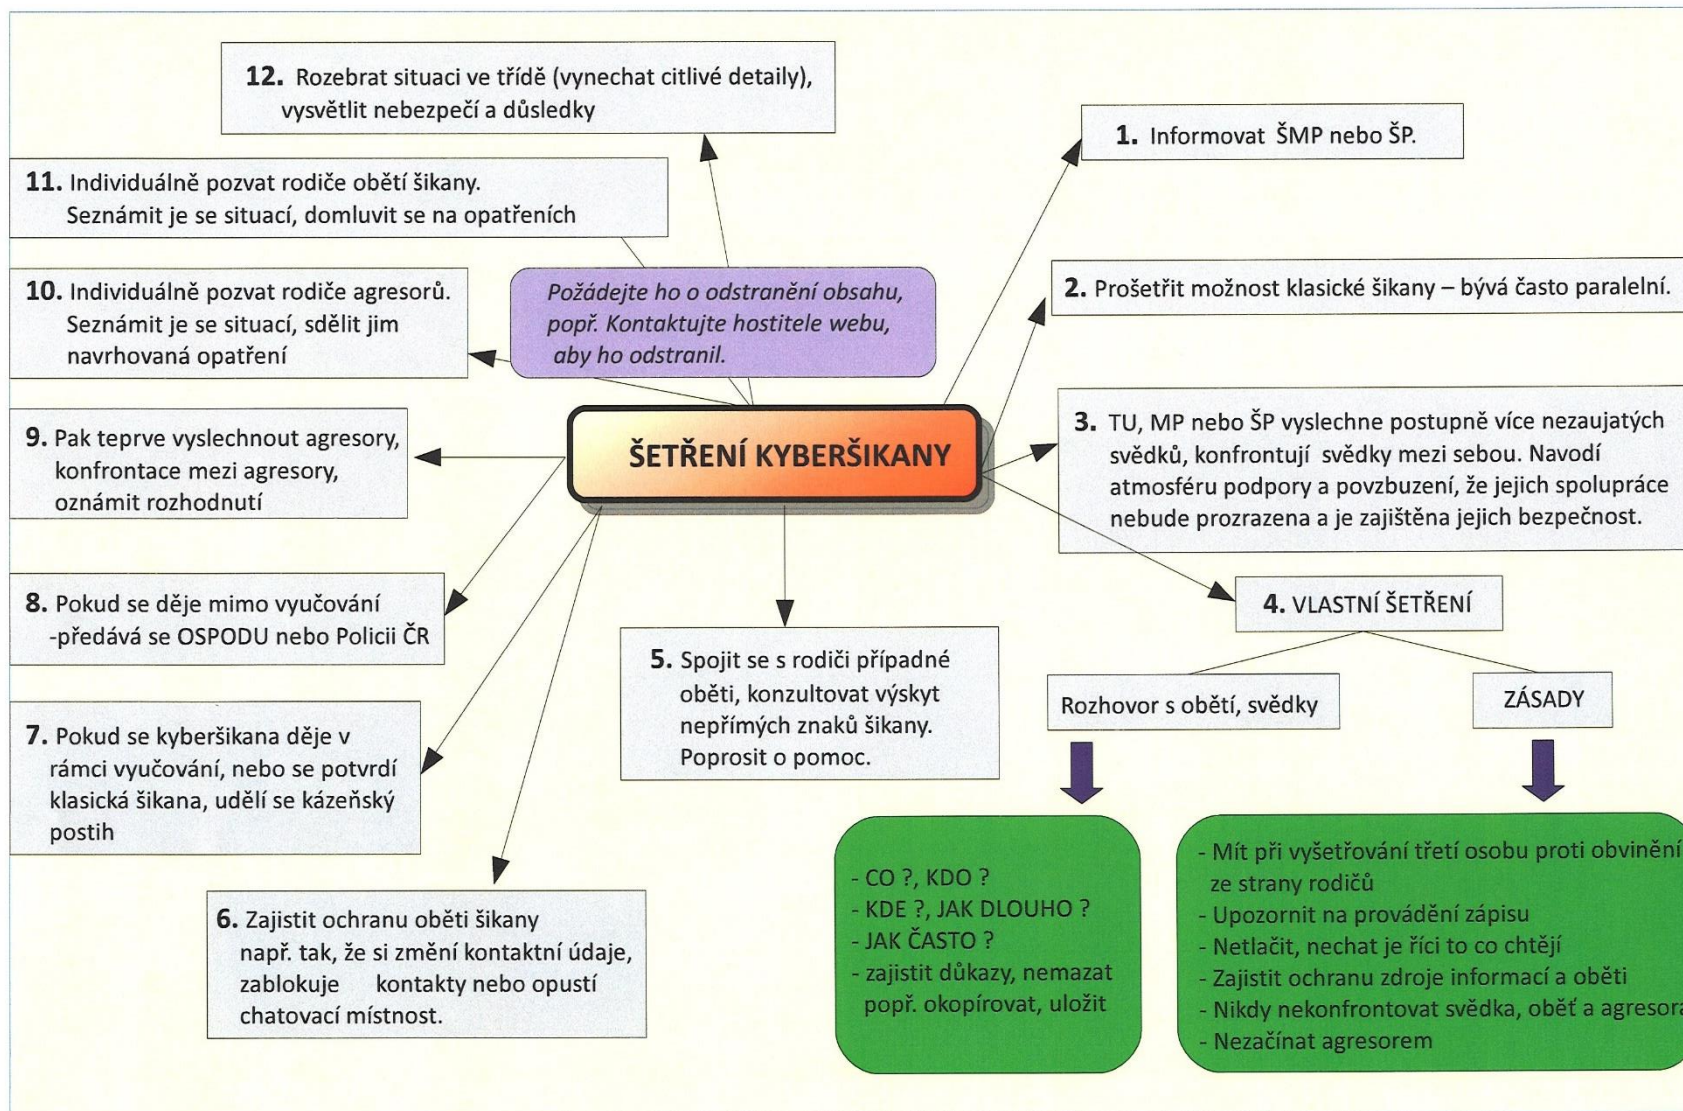 12. Rozebrat situaci ve třídě (vynechat citlivé detaily),
vysvětlit nebezpečí a důsledky
1. Informovat ŠMP nebo ŠP.
11. Individuálně pozvat rodiče obětí šikany.
Seznámit je se situací, domluvit se na opatřeních
2. Prošetřit možnost klasické šikany – bývá často paralelní.
10. Individuálně pozvat rodiče agresorů.
Seznámit je se situací, sdělit jim
navrhovaná opatření
Požádejte ho o odstranění obsahu,
popř. Kontaktujte hostitele webu,
aby ho odstranil.
ŠETŘENÍ KYBERŠIKANY
3. TU, MP nebo ŠP vyslechne postupně více nezaujatých
svědků, konfrontují svědky mezi sebou. Navodí
atmosféru podpory a povzbuzení, že jejich spolupráce
nebude prozrazena a je zajištěna jejich bezpečnost.
9. Pak teprve vyslechnout agresory,
konfrontace mezi agresory,
oznámit rozhodnutí
8. Pokud se děje mimo vyučování
-předává se OSPODU nebo Policii ČR
4. VLASTNÍ ŠETŘENÍ
5. Spojit se s rodiči případné
oběti, konzultovat výskyt
nepřímých znaků šikany.
Poprosit o pomoc.
Rozhovor s obětí, svědky
ZÁSADY
7. Pokud se kyberšikana děje v
rámci vyučování, nebo se potvrdí
klasická šikana, udělí se kázeňský
postih
6. Zajistit ochranu oběti šikany
např. tak, že si změní kontaktní údaje,
zablokuje kontakty nebo opustí
chatovací místnost.
- CO ?, KDO ?
- KDE ?, JAK DLOUHO ?
- JAK ČASTO ?
- zajistit důkazy, nemazat
popř. okopírovat, uložit
- Mít při vyšetřování třetí osobu proti obvinění
ze strany rodičů
- Upozornit na provádění zápisu
- Netlačit, nechat je říci to co chtějí
- Zajistit ochranu zdroje informací a oběti
- Nikdy nekonfrontovat svědka, oběť a agresora
- Nezačínat agresorem